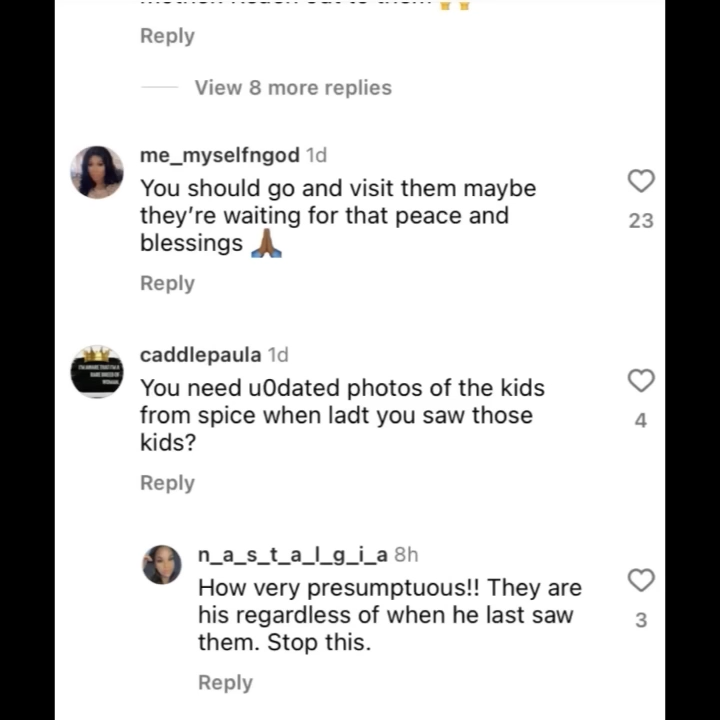 Reply
View 8 more replies
me_myselfngod 1d
You should go and visit them maybe
they're waiting for that peace and
blessings 🙏🏾
23
Reply
caddlepaula 1d
You need u0dated photos of the kids
from spice when ladt you saw those
kids?
4
Reply
n_a_s_t_a_l_g_i_a 8h
How very presumptuous!! They are
his regardless of when he last saw
them. Stop this.
3
Reply